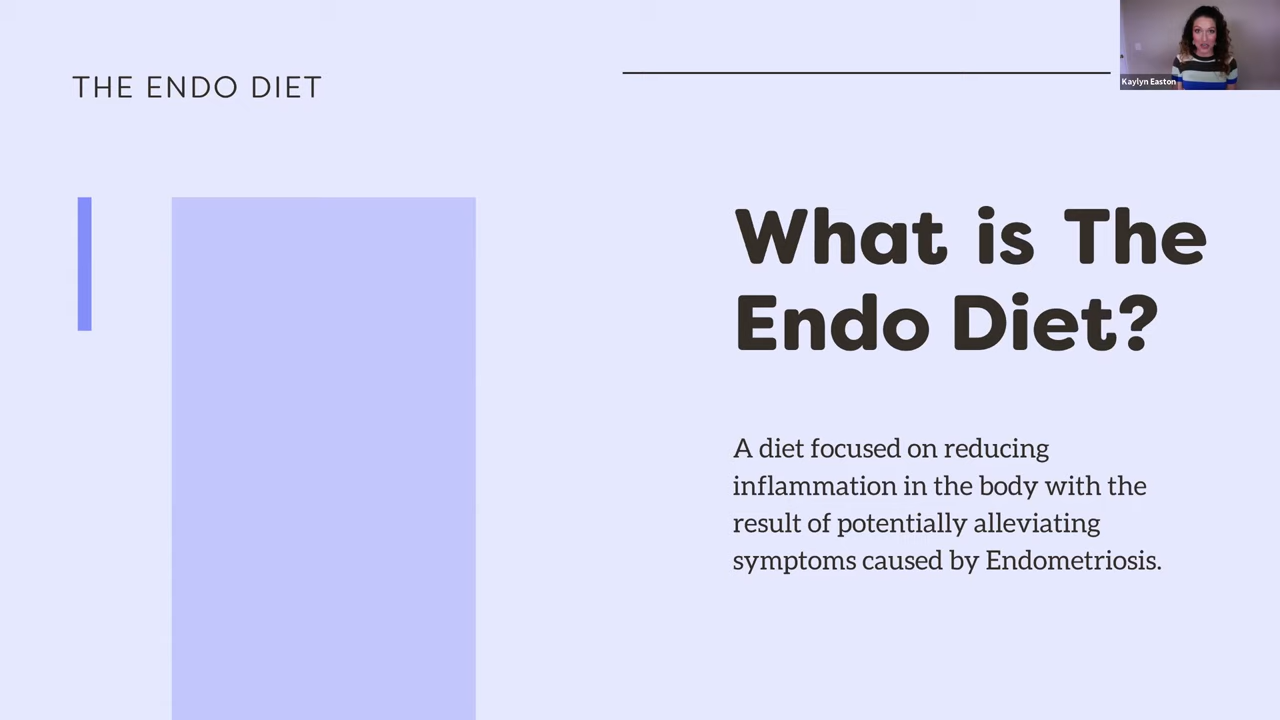 THE ENDO DIET
Kaylyn Easton
What is The
Endo Diet?
A diet focused on reducing
inflammation in the body with the
result of potentially alleviating
symptoms caused by Endometriosis.